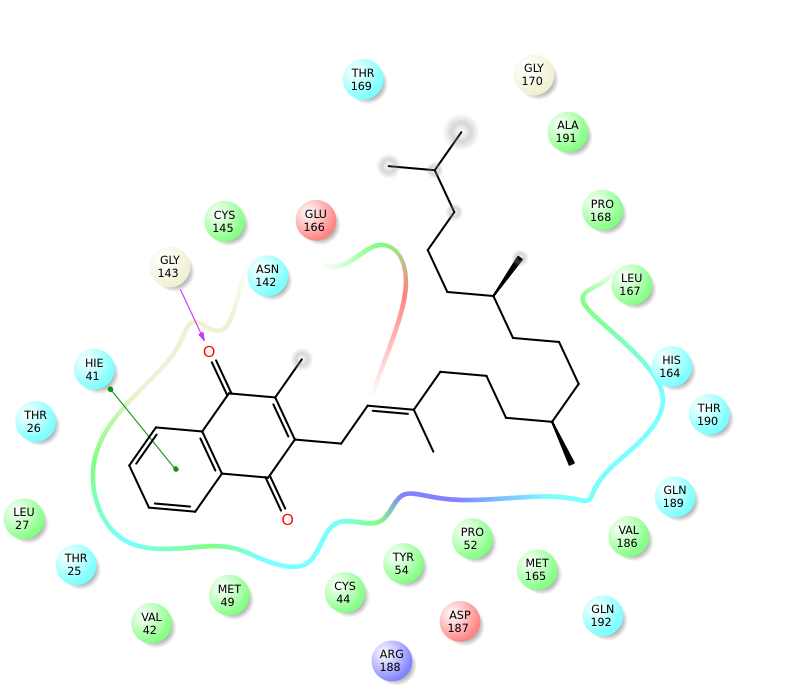 THR
169
GLY
170
ALA
191
CYS
145
GLU
166
PRO
168
GLY
143
ASN
142
LEU
167
O
HIE
41
HIS
164
THR
26
THR
190
LEU
27
GLN
189
O
THR
25
PRO
52
VAL
186
TYR
54
MET
165
MET
49
CYS
44
VAL
42
ASP
187
GLN
192
ARG
188